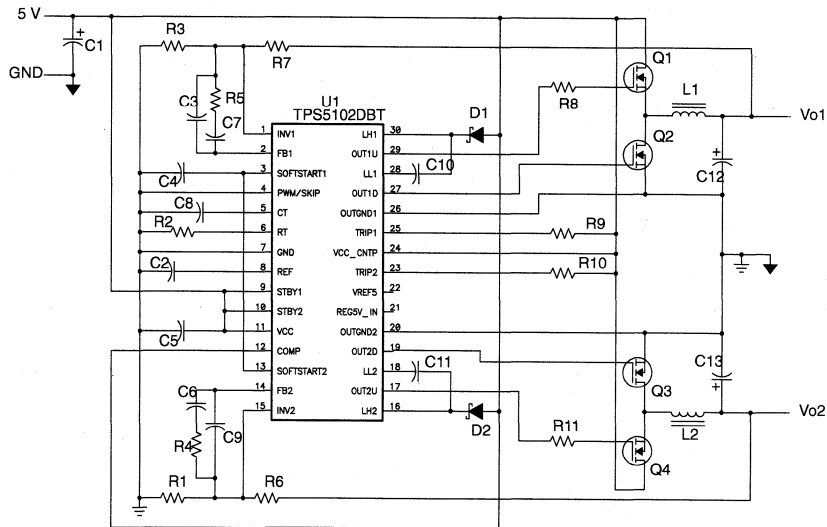 5 V
C1
GND
R3
R7
C3
R5
C7
U1
TPS5102DBT
D1
R8
Q1
L1
Vo1
Q2
C12
1 INV1 LH1 30
2 FB1 OUT1U 29
3 SOFTSTART1 LL1 28
4 PWM/SKIP OUT1D 27
5 CT OUTGND1 26
6 RT TRIP1 25
7 GND VCC_CNTP 24
8 REF TRIP2 23
9 STBY1 VREF5 22
10 STBY2 REG5V_IN 21
11 VCC OUTGND2 20
12 COMP OUT2D 19
13 SOFTSTART2 LL2 18
14 FB2 OUT2U 17
15 INV2 LH2 16
C4
C8
R2
C2
C5
C10
R9
R10
C11
C13
Q3
C6
C9
R4
D2
R11
L2
Vo2
Q4
R1
R6
+
+
+